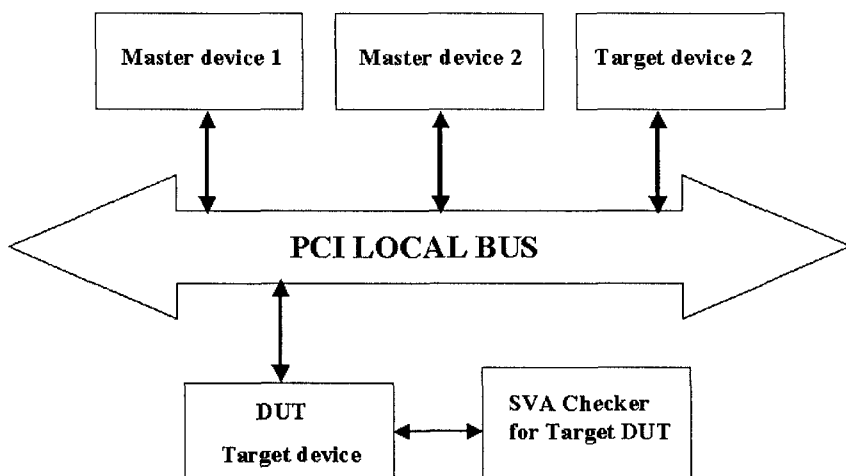 Master device 1
Master device 2
Target device 2
PCI LOCAL BUS
DUT
Target device
SVA Checker
for Target DUT